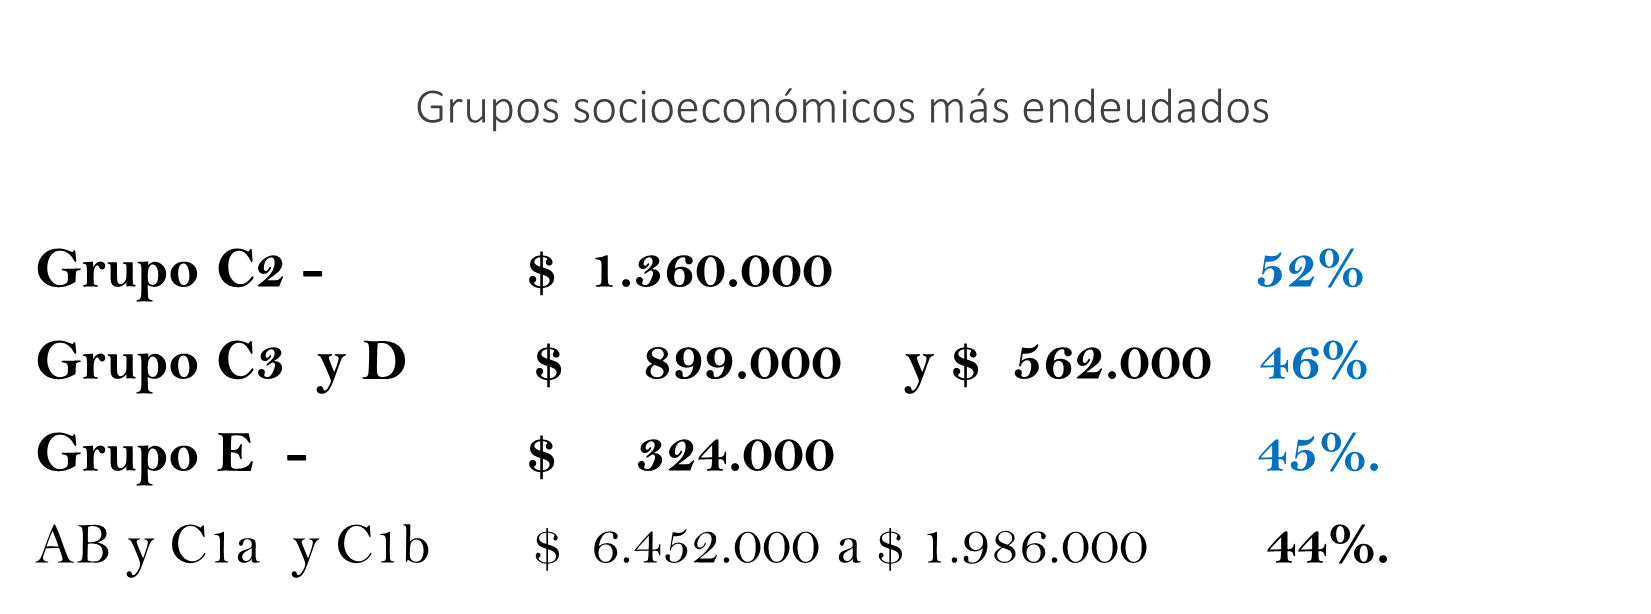 Grupos socioeconómicos más endeudados
Grupo C2 - $ 1.360.000 52%
Grupo C3 y D $ 899.000 y $ 562.000 46%
Grupo E - $ 324.000 45%.
AB y C1a y C1b $ 6.452.000 a $ 1.986.000 44%.